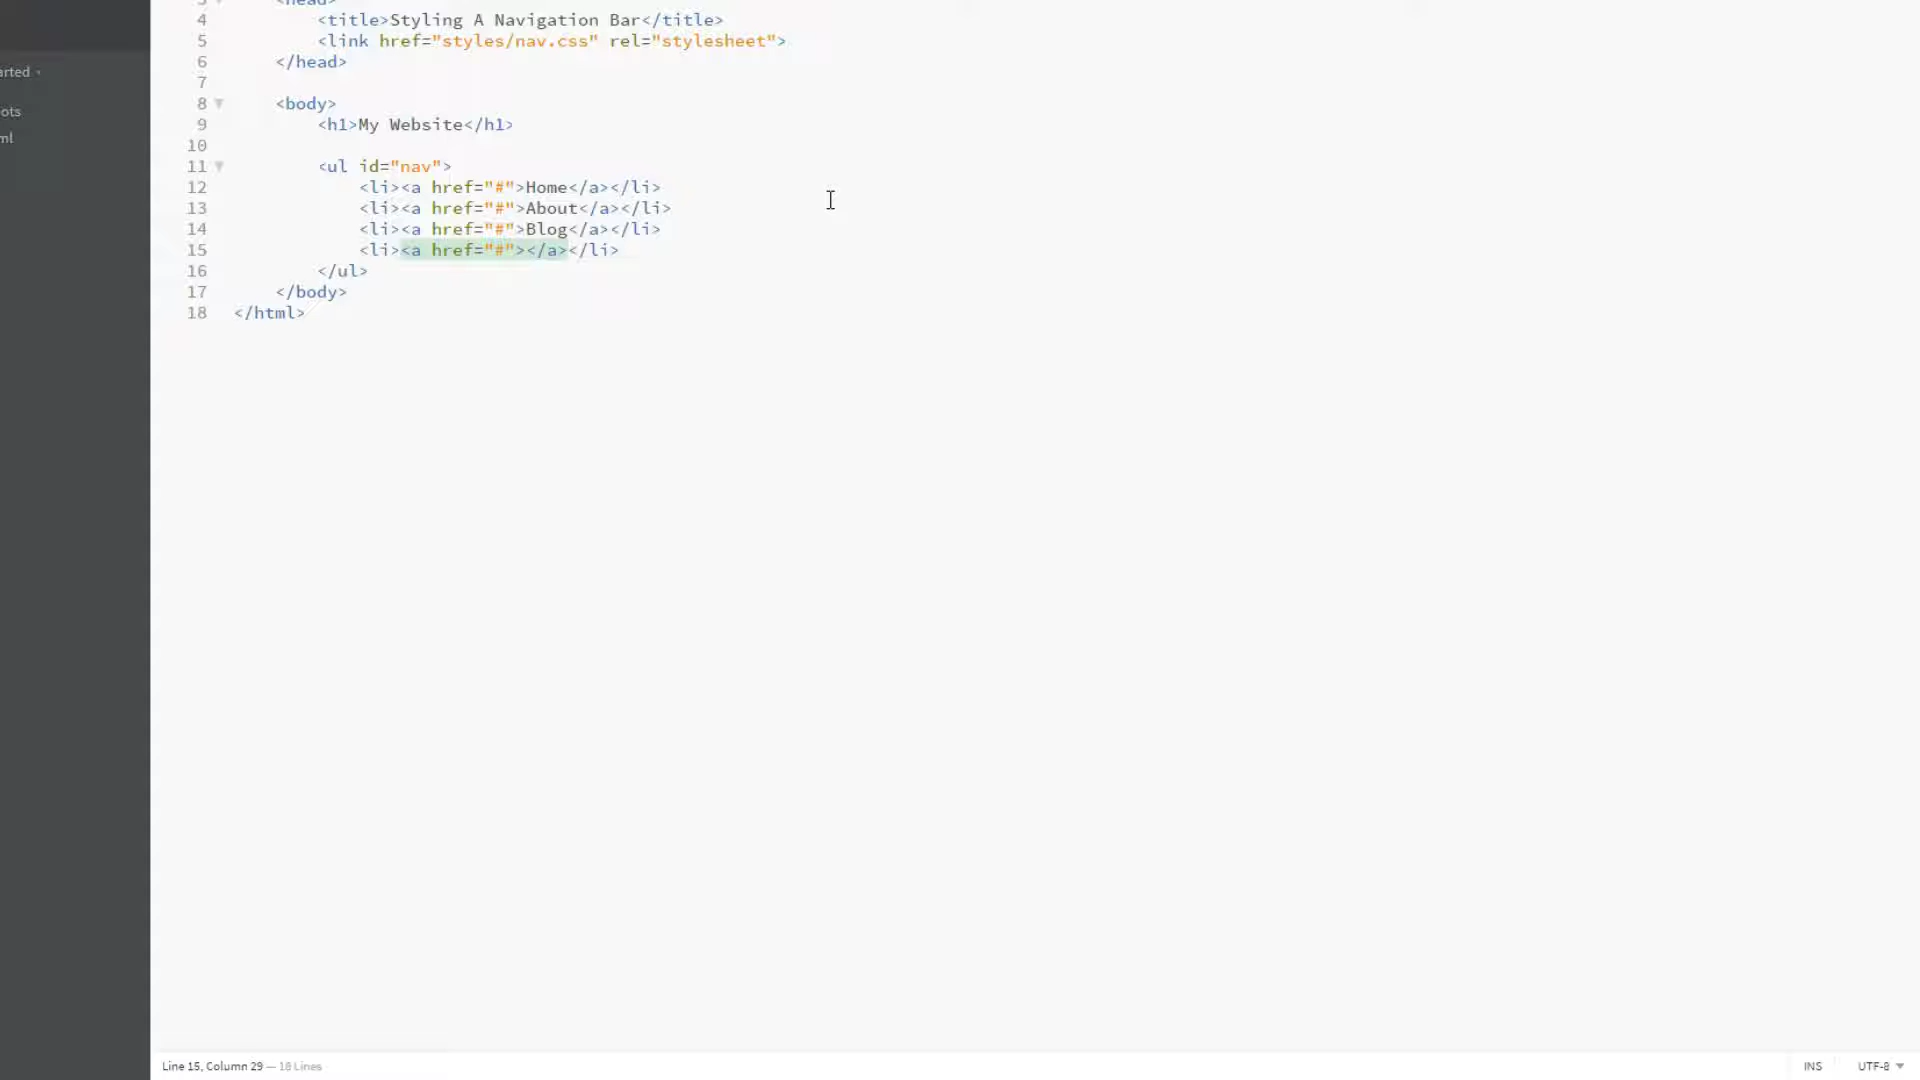 3 <head>
4 <title>Styling A Navigation Bar</title>
5 <link href="styles/nav.css" rel="stylesheet">
6 </head>
7
8 <body>
9 <h1>My Website</h1>
10
11 <ul id="nav">
12 <li><a href="#">Home</a></li>
13 <li><a href="#">About</a></li>
14 <li><a href="#">Blog</a></li>
15 <li><a href="#"></a></li>
16 </ul>
17 </body>
18 </html>
arted
ots
ml
Line 15, Column 29 — 18 Lines
INS UTF-8